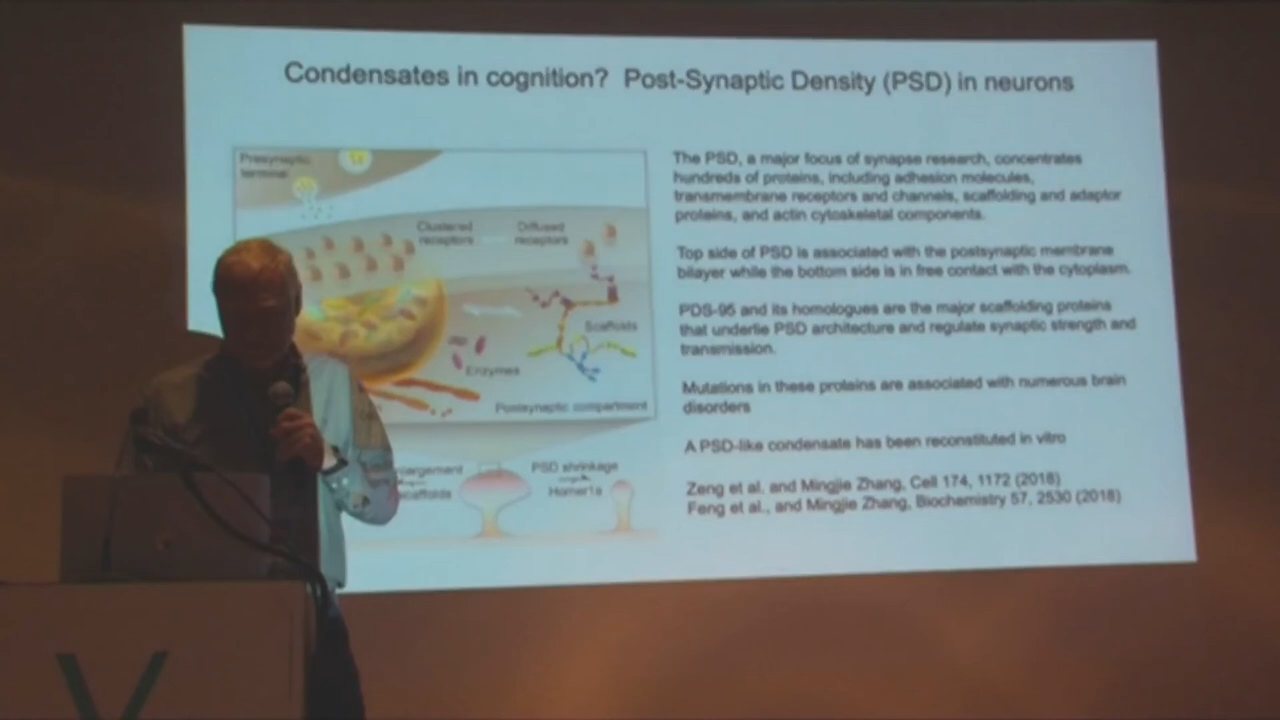 Condensates in cognition? Post-Synaptic Density (PSD) in neurons
Presynaptic
terminal
Clustered
receptors
Diffused
receptors
Scaffolds
Enzymes
Postsynaptic compartment
PSD shrinkage
Homer1a
scaffolds
The PSD, a major focus of synapse research, concentrates
hundreds of proteins, including adhesion molecules,
transmembrane receptors and channels, scaffolding and adaptor
proteins, and actin cytoskeletal components.
Top side of PSD is associated with the postsynaptic membrane
bilayer while the bottom side is in free contact with the cytoplasm.
PDS-95 and its homologues are the major scaffolding proteins
that underlie PSD architecture and regulate synaptic strength and
transmission.
Mutations in these proteins are associated with numerous brain
disorders
A PSD-like condensate has been reconstituted in vitro
Zeng et al. and Mingjie Zhang, Cell 174, 1172 (2018)
Feng et al., and Mingjie Zhang, Biochemistry 57, 2530 (2018)
V